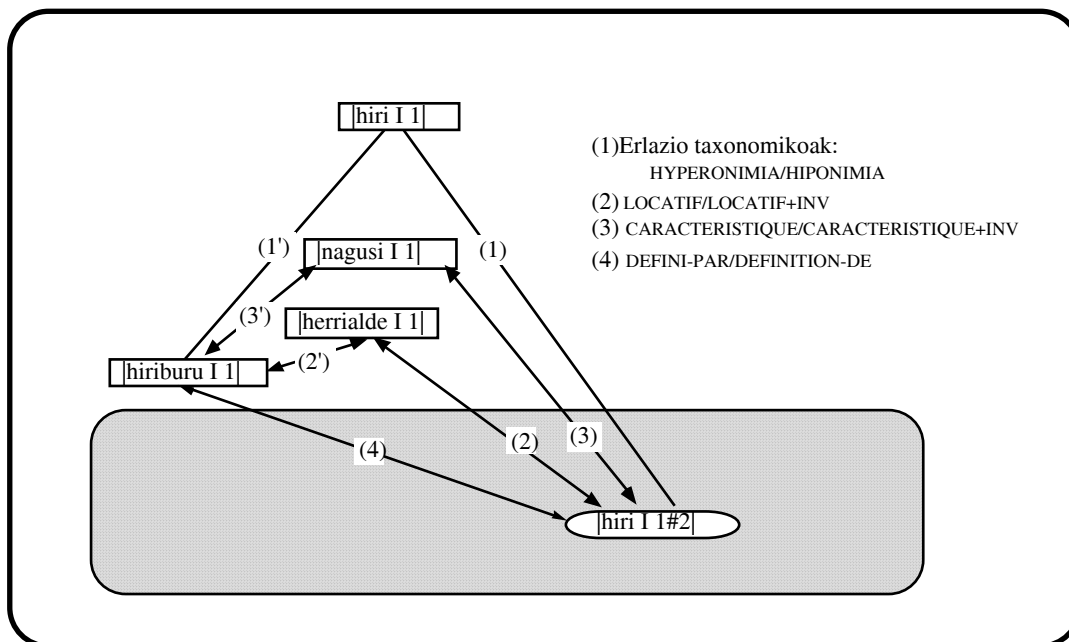 |hiri I 1|
(1)Erlazio taxonomikoak:
HYPERONIMIA/HIPONIMIA
(2) LOCATIF/LOCATIF+INV
(3) CARACTERISTIQUE/CARACTERISTIQUE+INV
(4) DEFINI-PAR/DEFINITION-DE
(1')
|nagusi I 1|
(1)
(3')
|herrialde I 1|
|hiriburu I 1|
(2')
(4)
(2)
(3)
|hiri I 1#2|